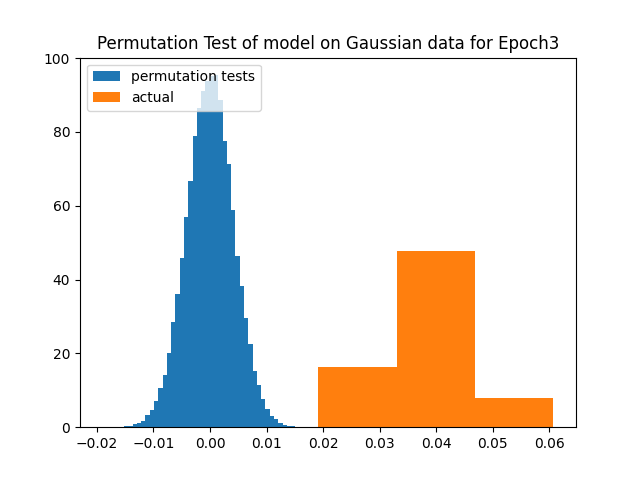 Permutation Test of model on Gaussian data for Epoch3
100
80
60
40
20
0
permutation tests
actual
−0.02 −0.01 0.00 0.01 0.02 0.03 0.04 0.05 0.06